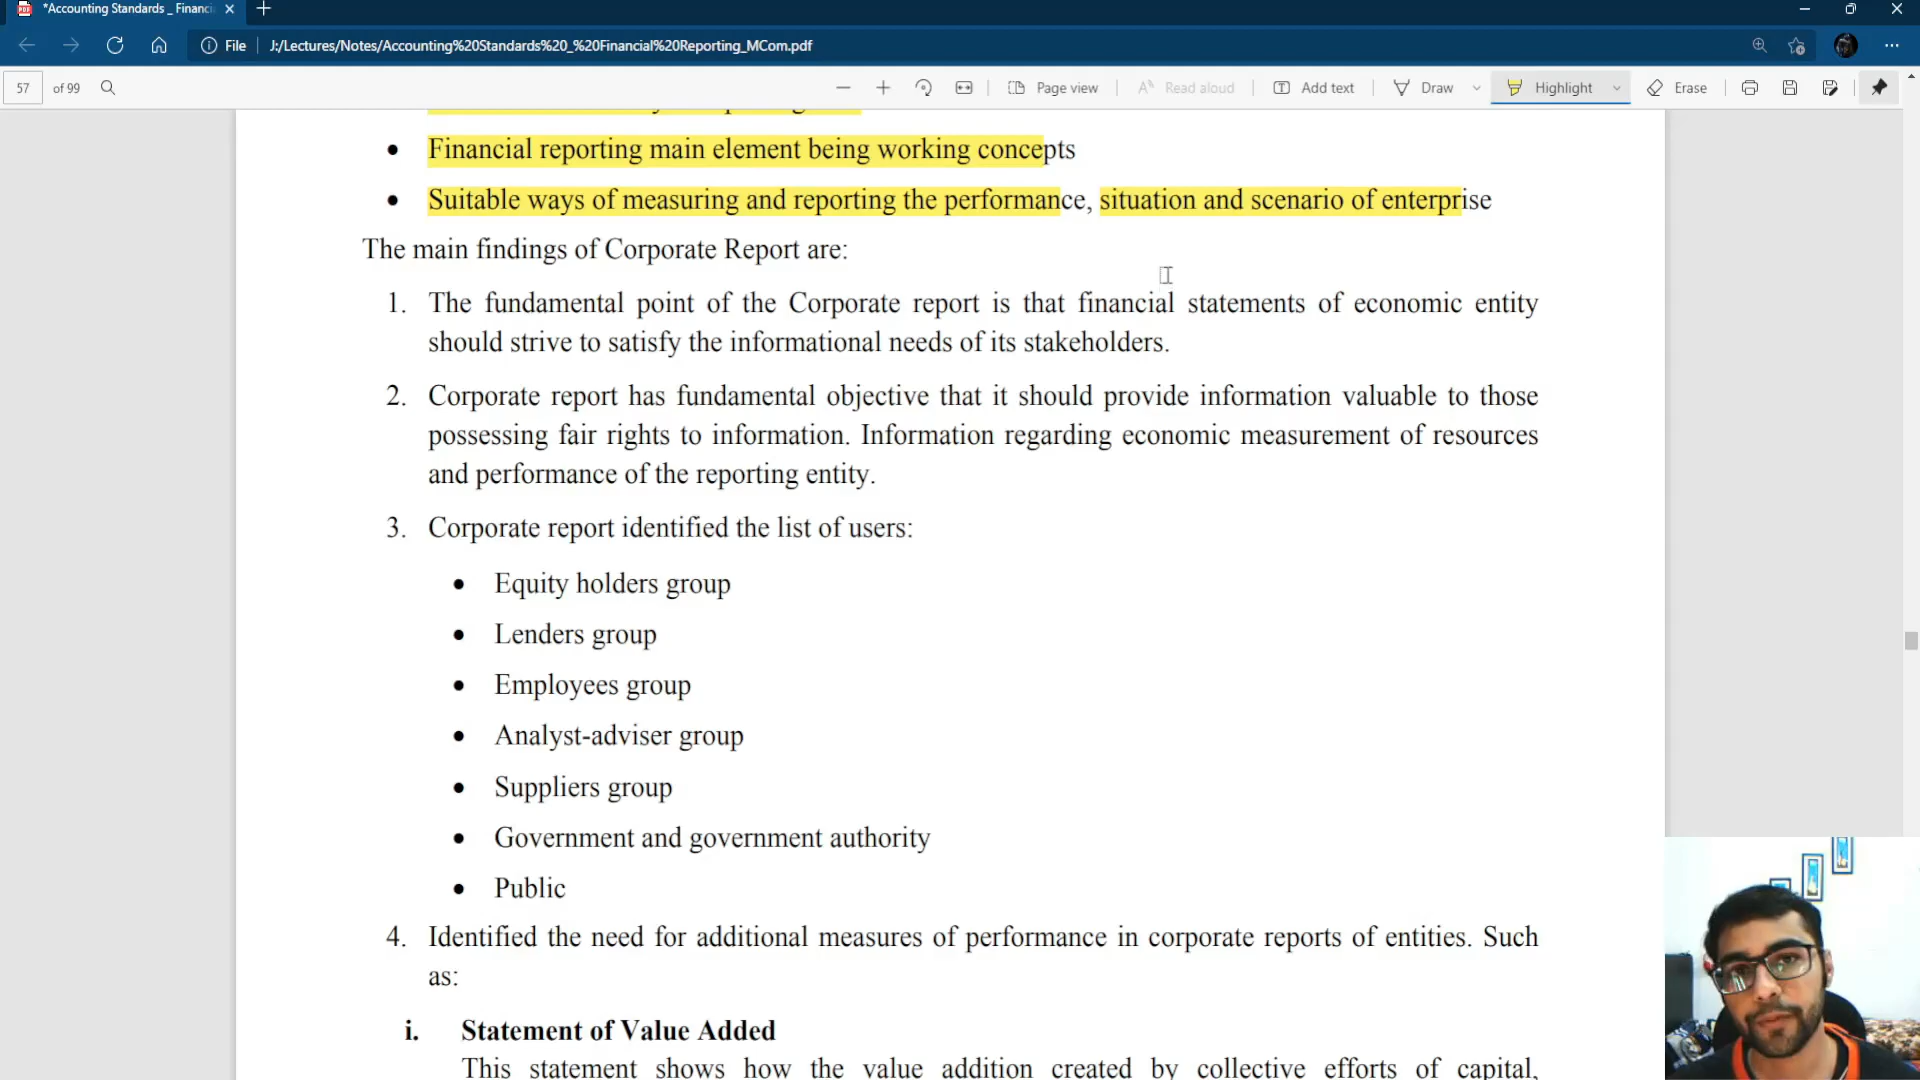 *Accounting Standards _ Financi
File
J:/Lectures/Notes/Accounting%20Standards%20_%20Financial%20Reporting_MCom.pdf
57 of 99
Page view
Read aloud
Add text
Draw
Highlight
Erase
• Financial reporting main element being working concepts
• Suitable ways of measuring and reporting the performance, situation and scenario of enterprise
The main findings of Corporate Report are:
1. The fundamental point of the Corporate report is that financial statements of economic entity
should strive to satisfy the informational needs of its stakeholders.
2. Corporate report has fundamental objective that it should provide information valuable to those
possessing fair rights to information. Information regarding economic measurement of resources
and performance of the reporting entity.
3. Corporate report identified the list of users:
• Equity holders group
• Lenders group
• Employees group
• Analyst-adviser group
• Suppliers group
• Government and government authority
• Public
4. Identified the need for additional measures of performance in corporate reports of entities. Such
as:
i. Statement of Value Added
This statement shows how the value addition created by collective efforts of capital,